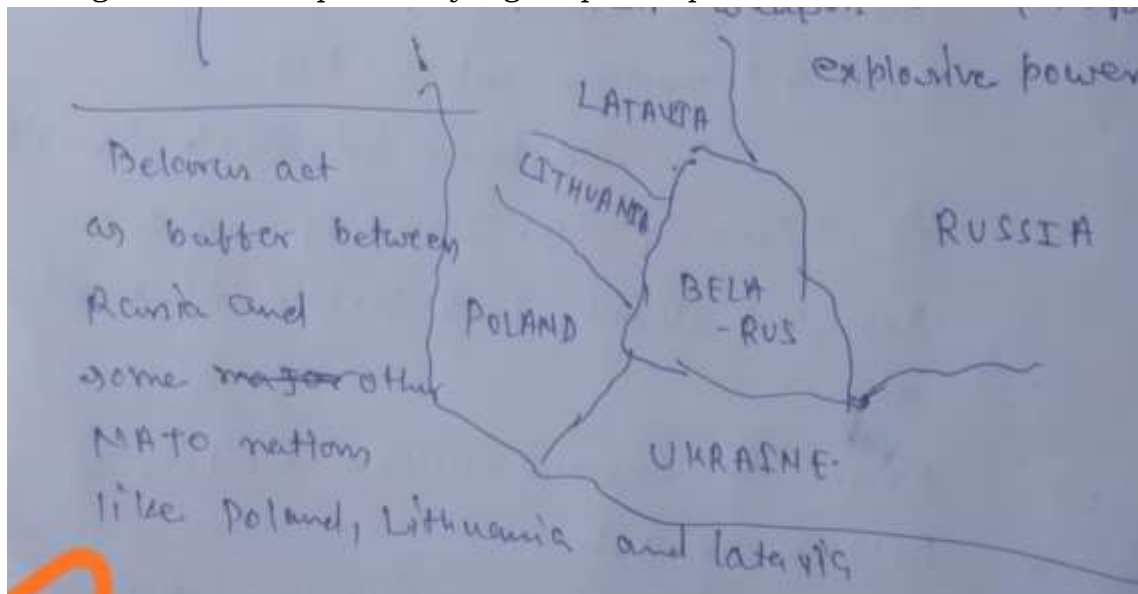 explosive power
LATAVIA
LITHUANIA
RUSSIA
BELA
-RUS
POLAND
UKRAINE.
Belarus act
as buffer between
Russia and
some other
NATO nations
like Poland, Lithuania and latavia